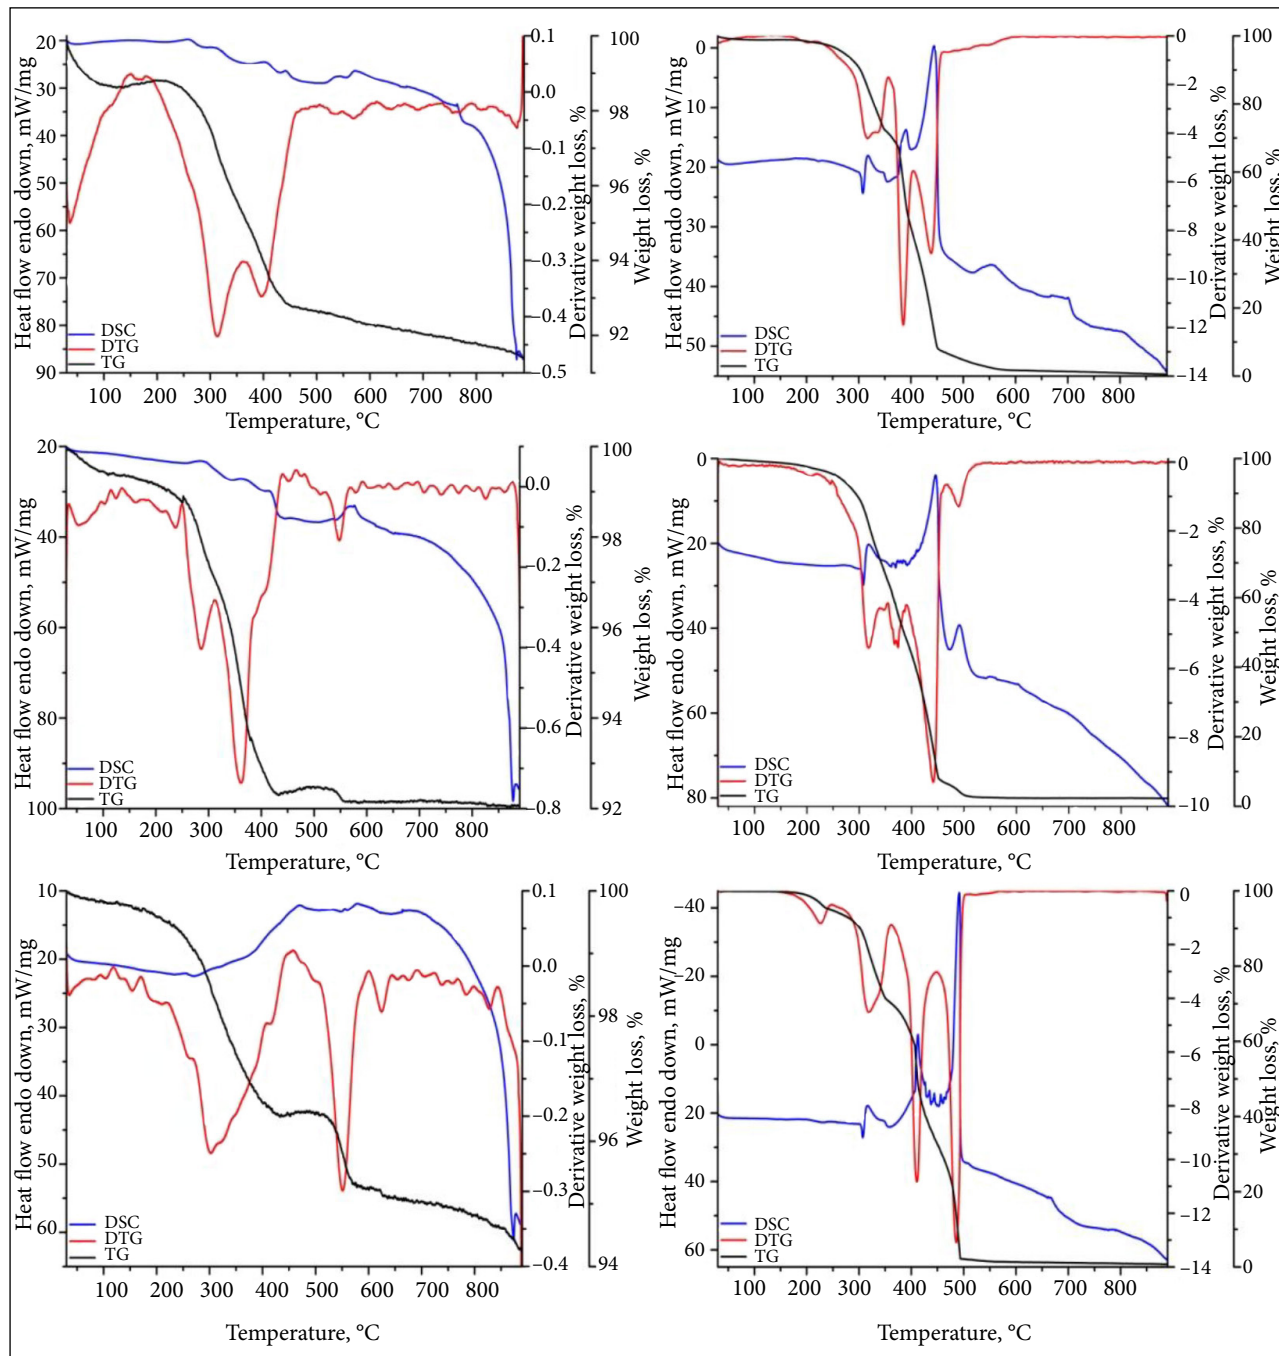 20
30
40
50
60
70
80
90
Heat flow endo down, mW/mg
0.1
0.0
−0.1
−0.2
−0.3
−0.4
−0.5
Derivative weight loss, %
100
98
96
94
92
Weight loss, %
DSC
DTG
TG
100 200 300 400 500 600 700 800
Temperature, °C
0
10
20
30
40
50
Heat flow endo down, mW/mg
0
−2
−4
−6
−8
−10
−12
−14
Derivative weight loss, %
100
80
60
40
20
0
Weight loss, %
DSC
DTG
TG
100 200 300 400 500 600 700 800
Temperature, °C
20
40
60
80
100
Heat flow endo down, mW/mg
0.0
−0.2
−0.4
−0.6
−0.8
Derivative weight loss, %
100
98
96
94
92
Weight loss, %
DSC
DTG
TG
100 200 300 400 500 600 700 800
Temperature, °C
0
20
40
60
80
Heat flow endo down, mW/mg
0
−2
−4
−6
−8
−10
Derivative weight loss, %
100
80
60
40
20
0
Weight loss, %
DSC
DTG
TG
100 200 300 400 500 600 700 800
Temperature, °C
10
20
30
40
50
60
Heat flow endo down, mW/mg
0.1
0.0
−0.1
−0.2
−0.3
−0.4
Derivative weight loss, %
100
98
96
94
Weight loss, %
DSC
DTG
TG
100 200 300 400 500 600 700 800
Temperature, °C
−40
−20
−20
0
20
40
60
Heat flow endo down, mW/mg
0
−2
−4
−6
−8
−10
−12
−14
Derivative weight loss, %
100
80
60
40
20
0
Weight loss, %
DSC
DTG
TG
100 200 300 400 500 600 700 800
Temperature, °C